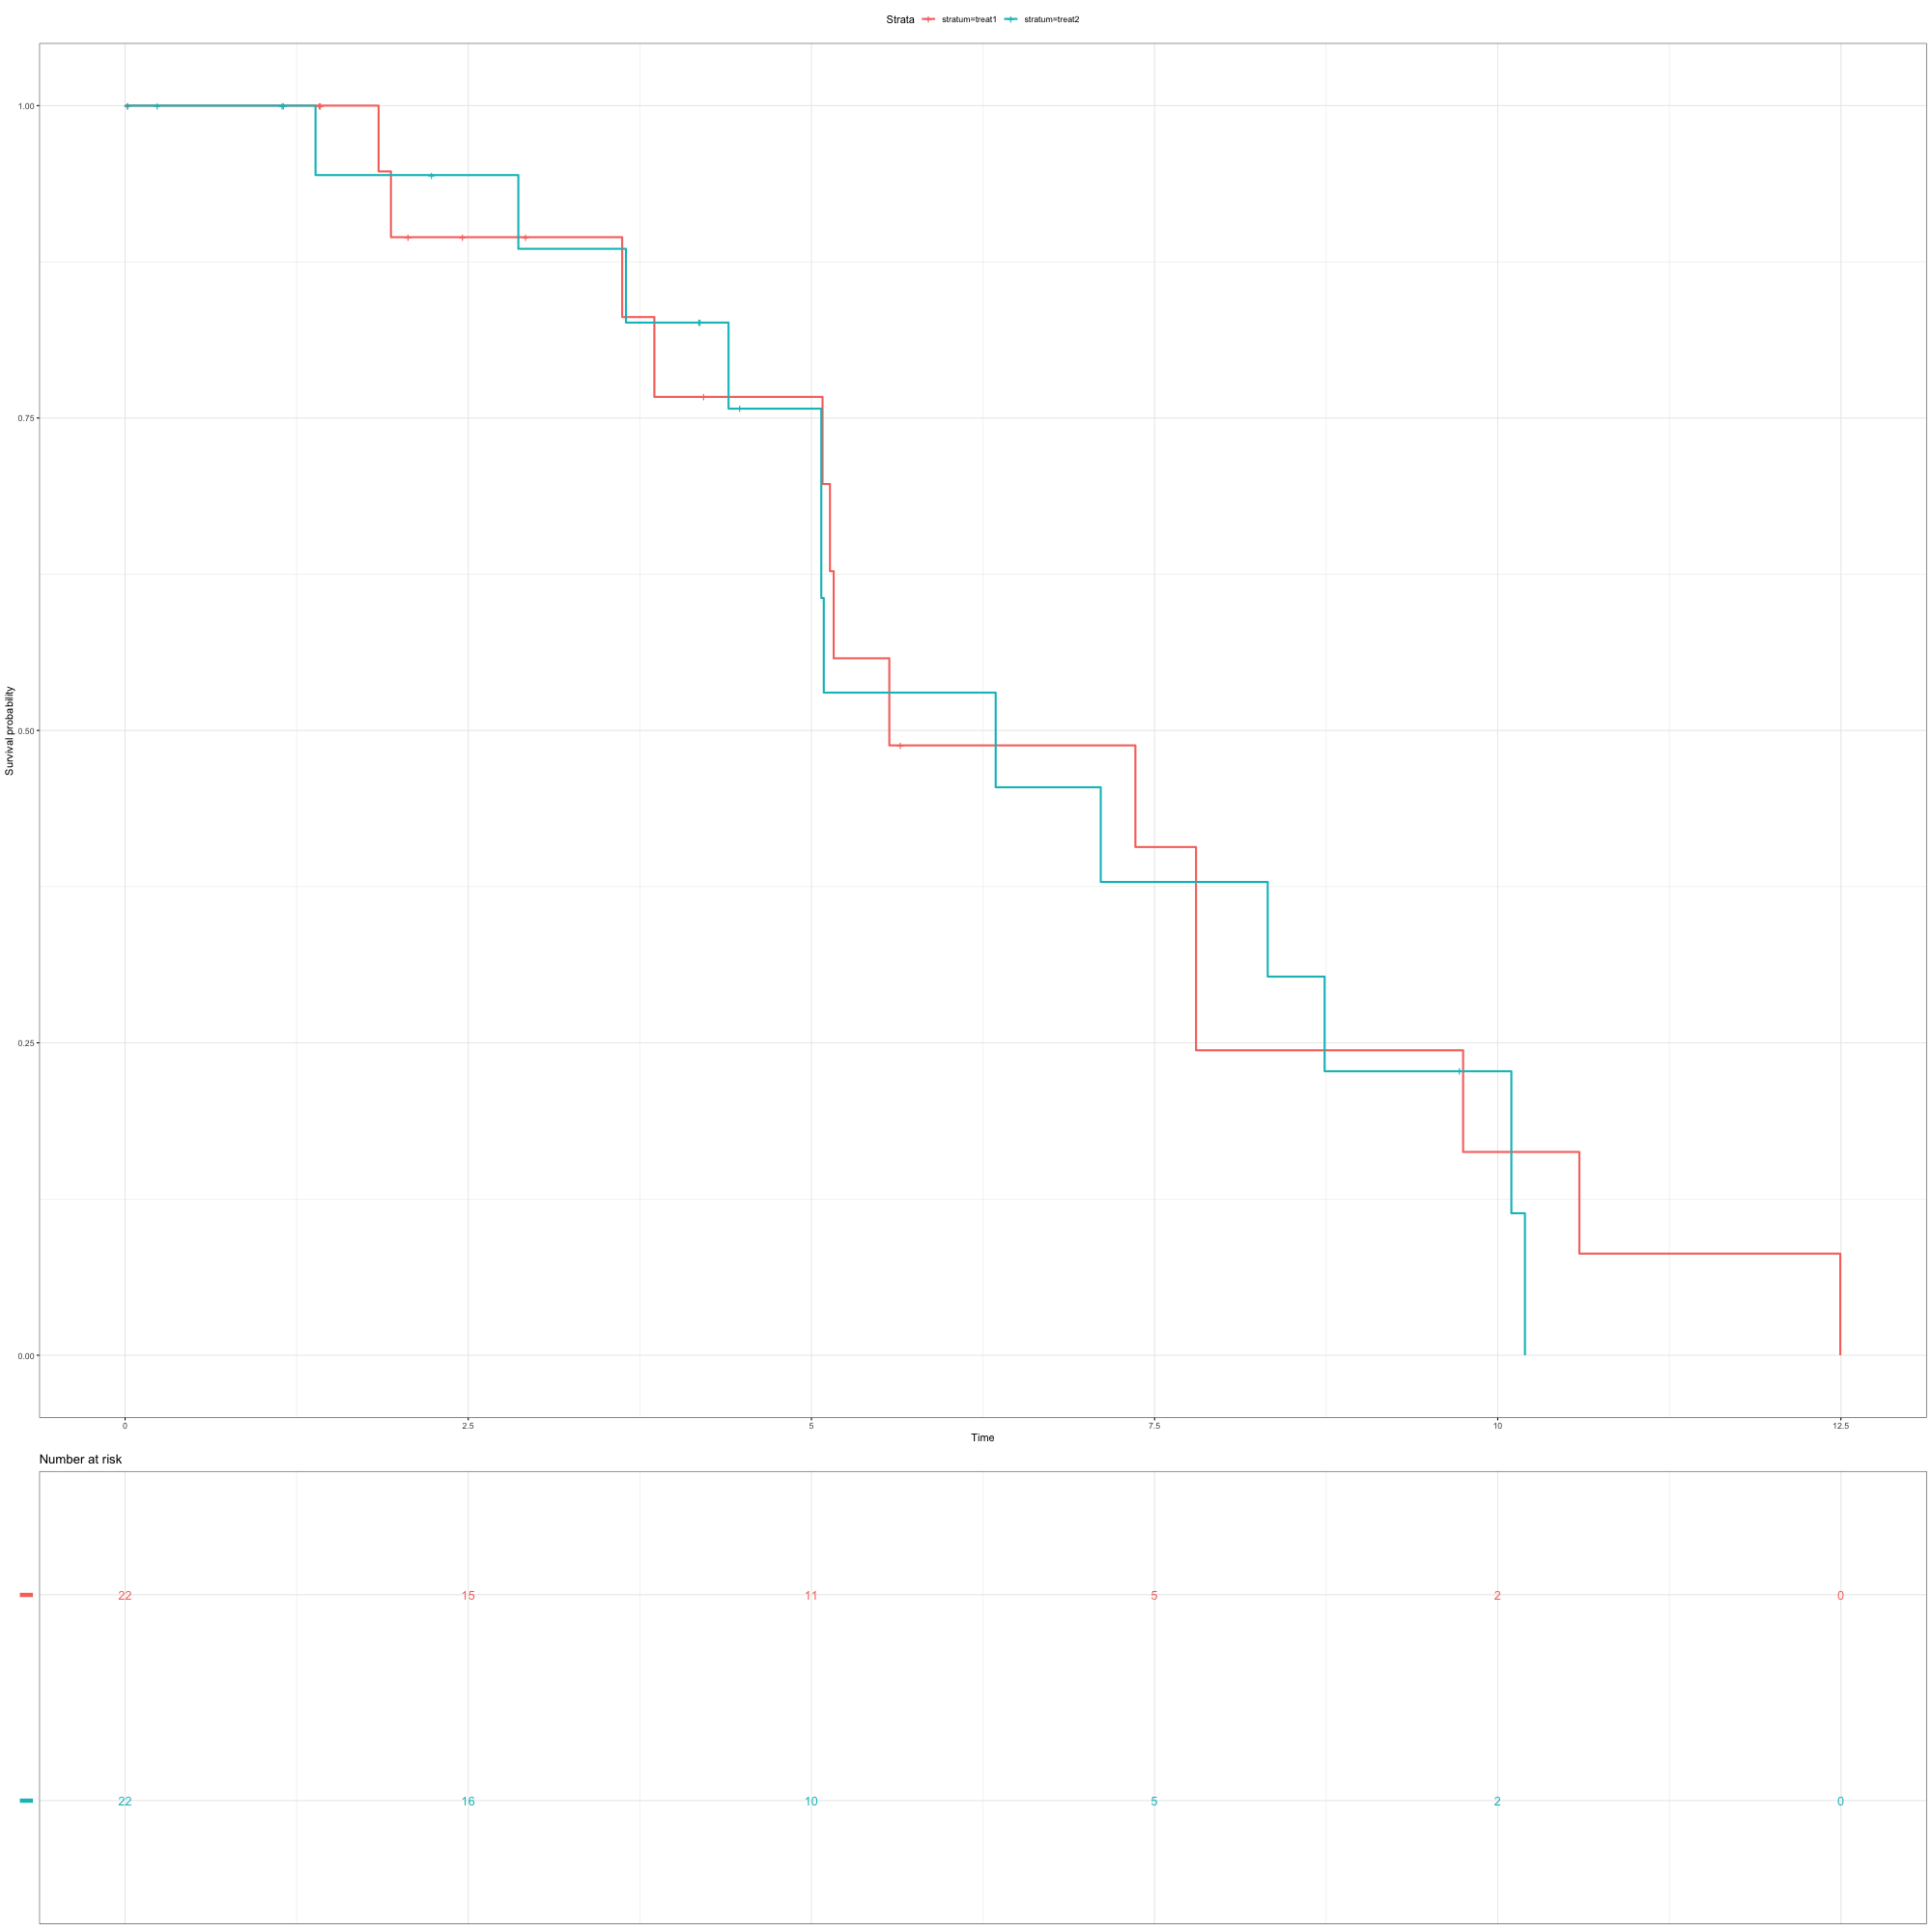 Strata stratum=treat1 stratum=treat2
1.00
0.75
0.50
0.25
0.00
Survival probability
0 2.5 5 7.5 10 12.5
Time
Number at risk
22 15 11 5 2 0
22 16 10 5 2 0